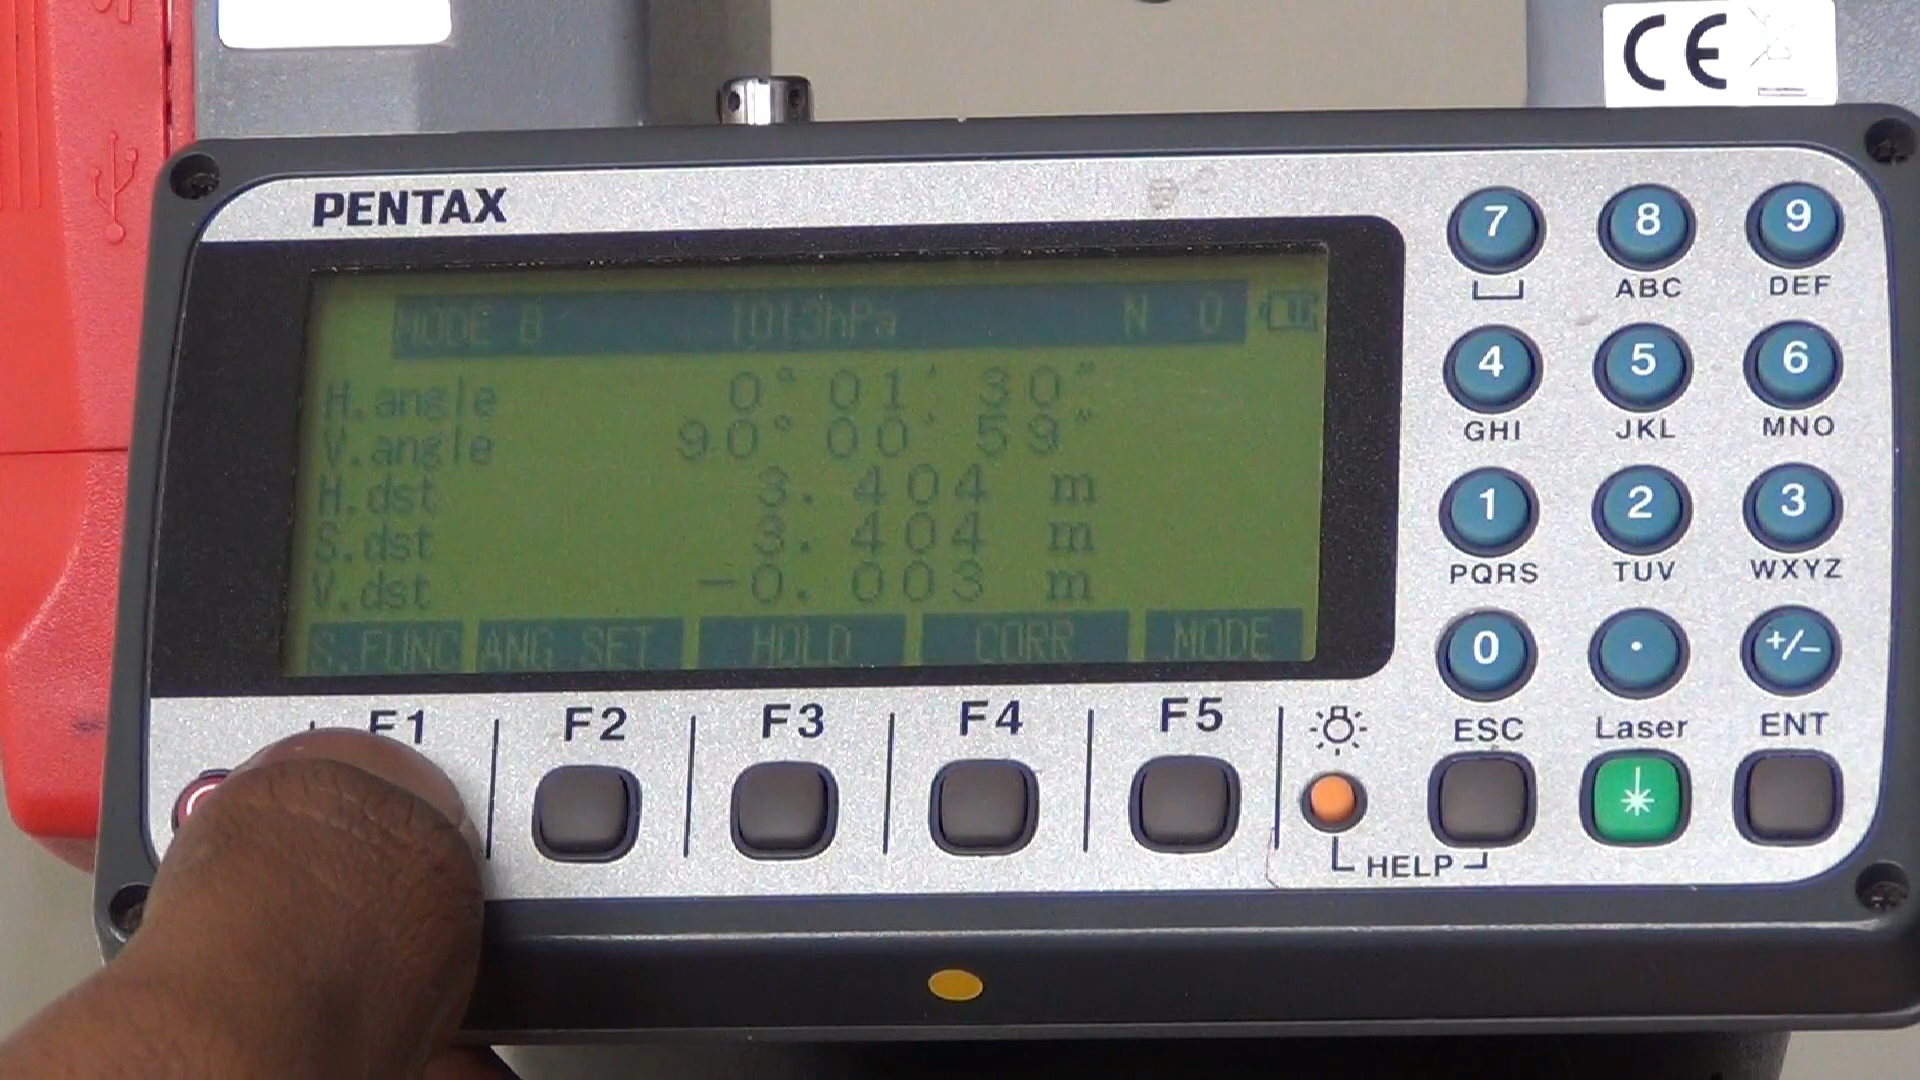 CE
PENTAX
MODE B 1013hPa N 0
H.angle 0° 01' 30"
V.angle 90° 00' 59"
H.dst 3.404 m
S.dst 3.404 m
V.dst -0.003 m
S.FUNC ANG SET HOLD CORR MODE
F1 F2 F3 F4 F5
7 8 9
ABC DEF
4 5 6
GHI JKL MNO
1 2 3
PQRS TUV WXYZ
0 . +/-
ESC Laser ENT
HELP